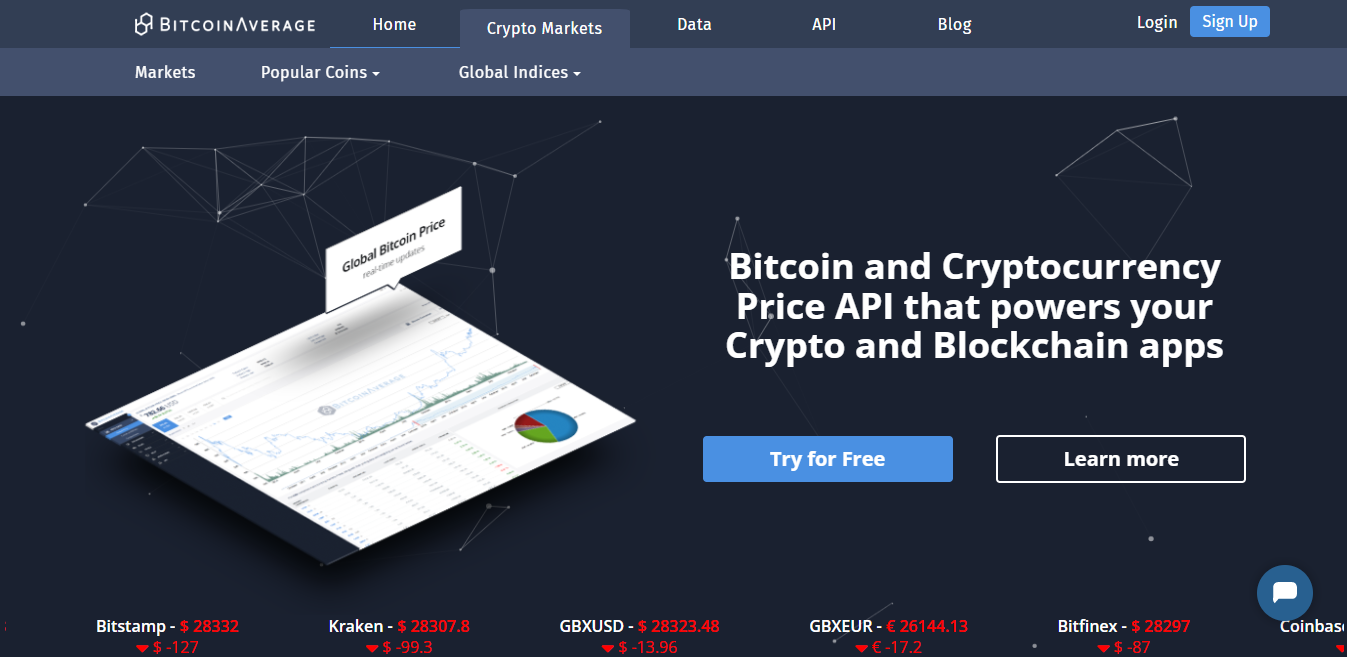 BITCOINAVERAGE
Home
Crypto Markets
Data
API
Blog
Login
Sign Up
Markets
Popular Coins
Global Indices
Global Bitcoin Price
real-time updates
Bitcoin and Cryptocurrency
Price API that powers your
Crypto and Blockchain apps
BITCOINAVERAGE
Try for Free
Learn more
Bitstamp - $ 28332
$ -127
Kraken - $ 28307.8
$ -99.3
GBXUSD - $ 28323.48
$ -13.96
GBXEUR - € 26144.13
€ -17.2
Bitfinex - $ 28297
$ -87